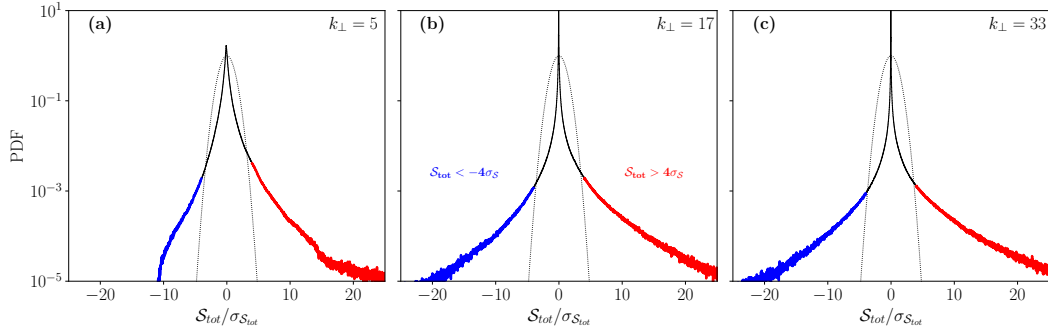 (a) k⊥ = 5
(b) k⊥ = 17
(c) k⊥ = 33
PDF
10^1
10^−1
10^−3
10^−5
𝒮_tot < −4σ_𝒮
𝒮_tot > 4σ_𝒮
−20 −10 0 10 20
−20 −10 0 10 20
−20 −10 0 10 20
𝒮_tot/σ_𝒮_tot
𝒮_tot/σ_𝒮_tot
𝒮_tot/σ_𝒮_tot